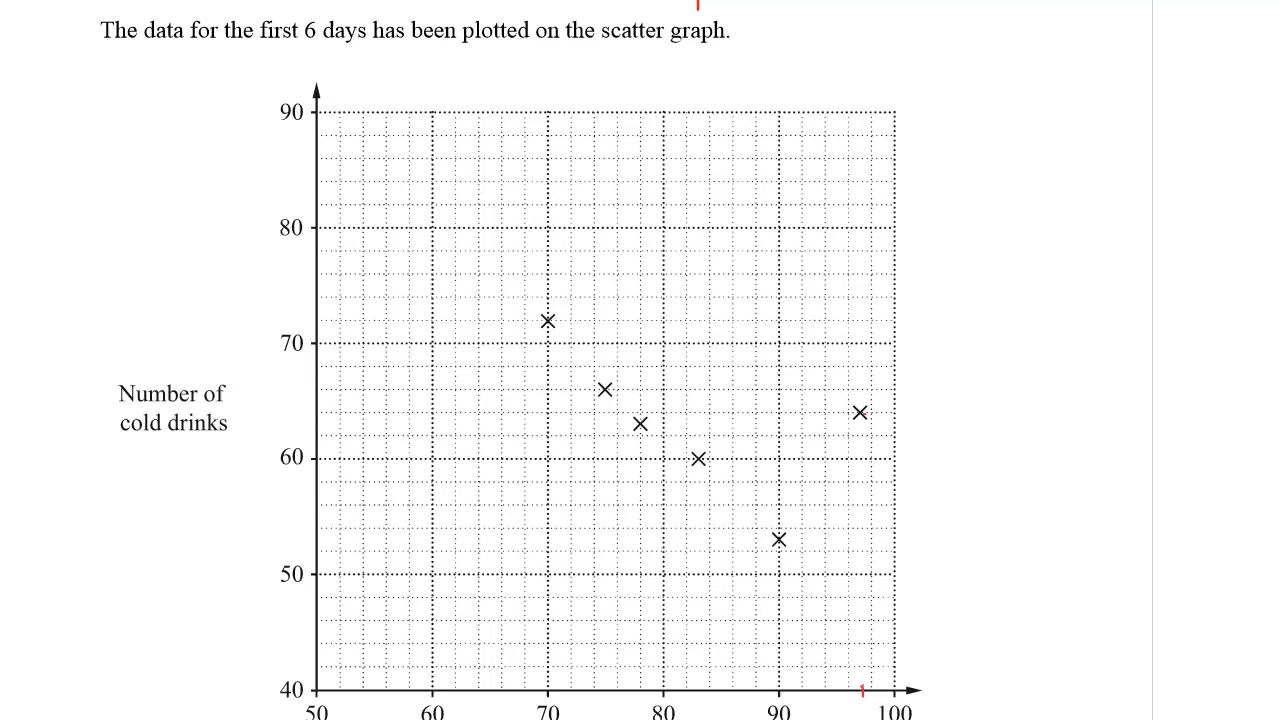 The data for the first 6 days has been plotted on the scatter graph.
90
80
70
Number of
cold drinks
60
50
40
50 60 70 80 90 100